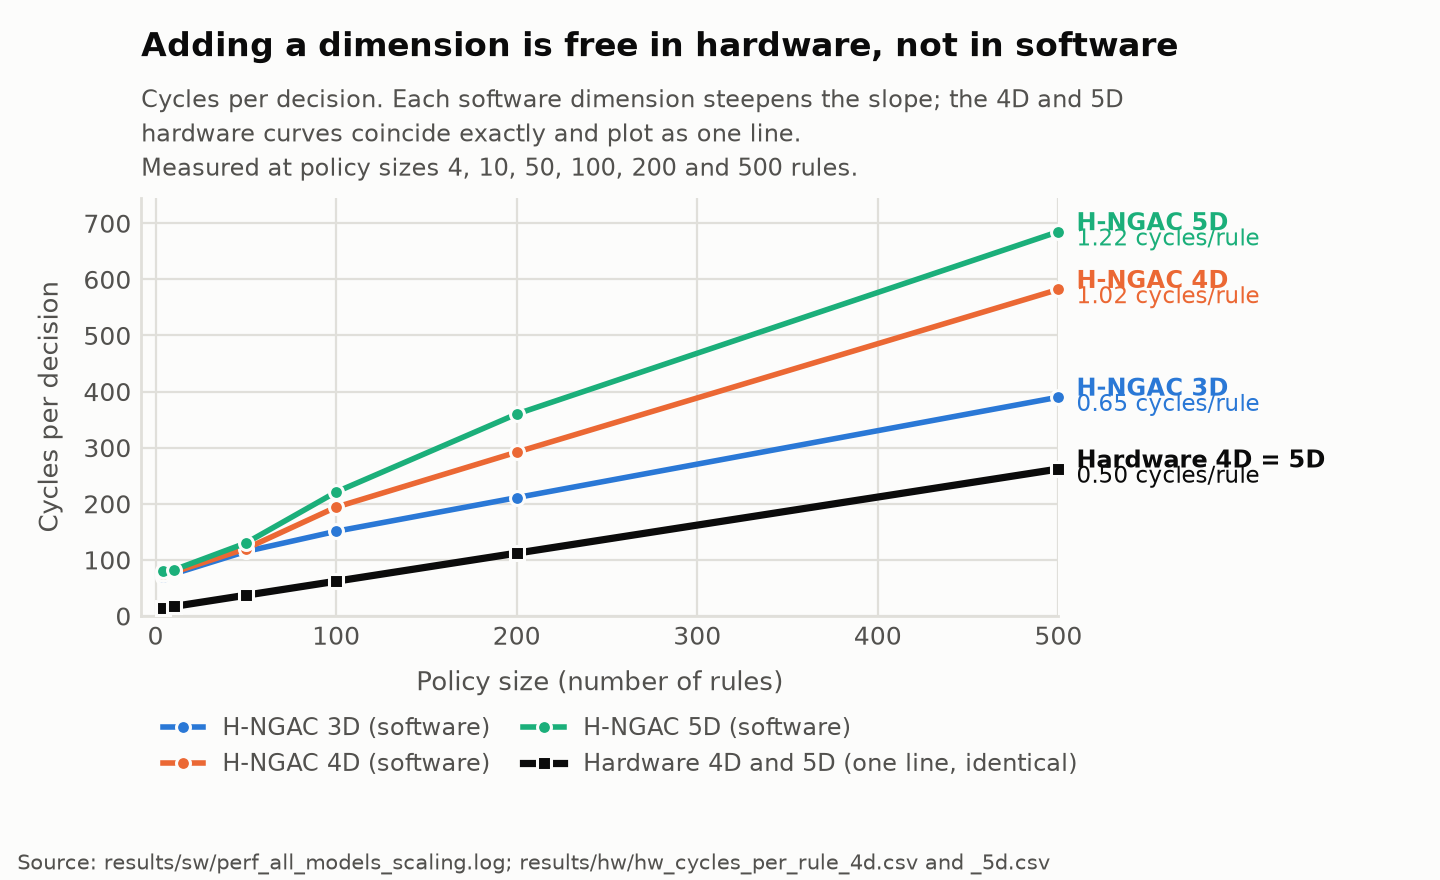 Adding a dimension is free in hardware, not in software
Cycles per decision. Each software dimension steepens the slope; the 4D and 5D
hardware curves coincide exactly and plot as one line.
Measured at policy sizes 4, 10, 50, 100, 200 and 500 rules.
Cycles per decision
700
600
500
400
300
200
100
0
H-NGAC 5D
1.22 cycles/rule
H-NGAC 4D
1.02 cycles/rule
H-NGAC 3D
0.65 cycles/rule
Hardware 4D = 5D
0.50 cycles/rule
0 100 200 300 400 500
Policy size (number of rules)
H-NGAC 3D (software) H-NGAC 5D (software)
H-NGAC 4D (software) Hardware 4D and 5D (one line, identical)
Source: results/sw/perf_all_models_scaling.log; results/hw/hw_cycles_per_rule_4d.csv and _5d.csv